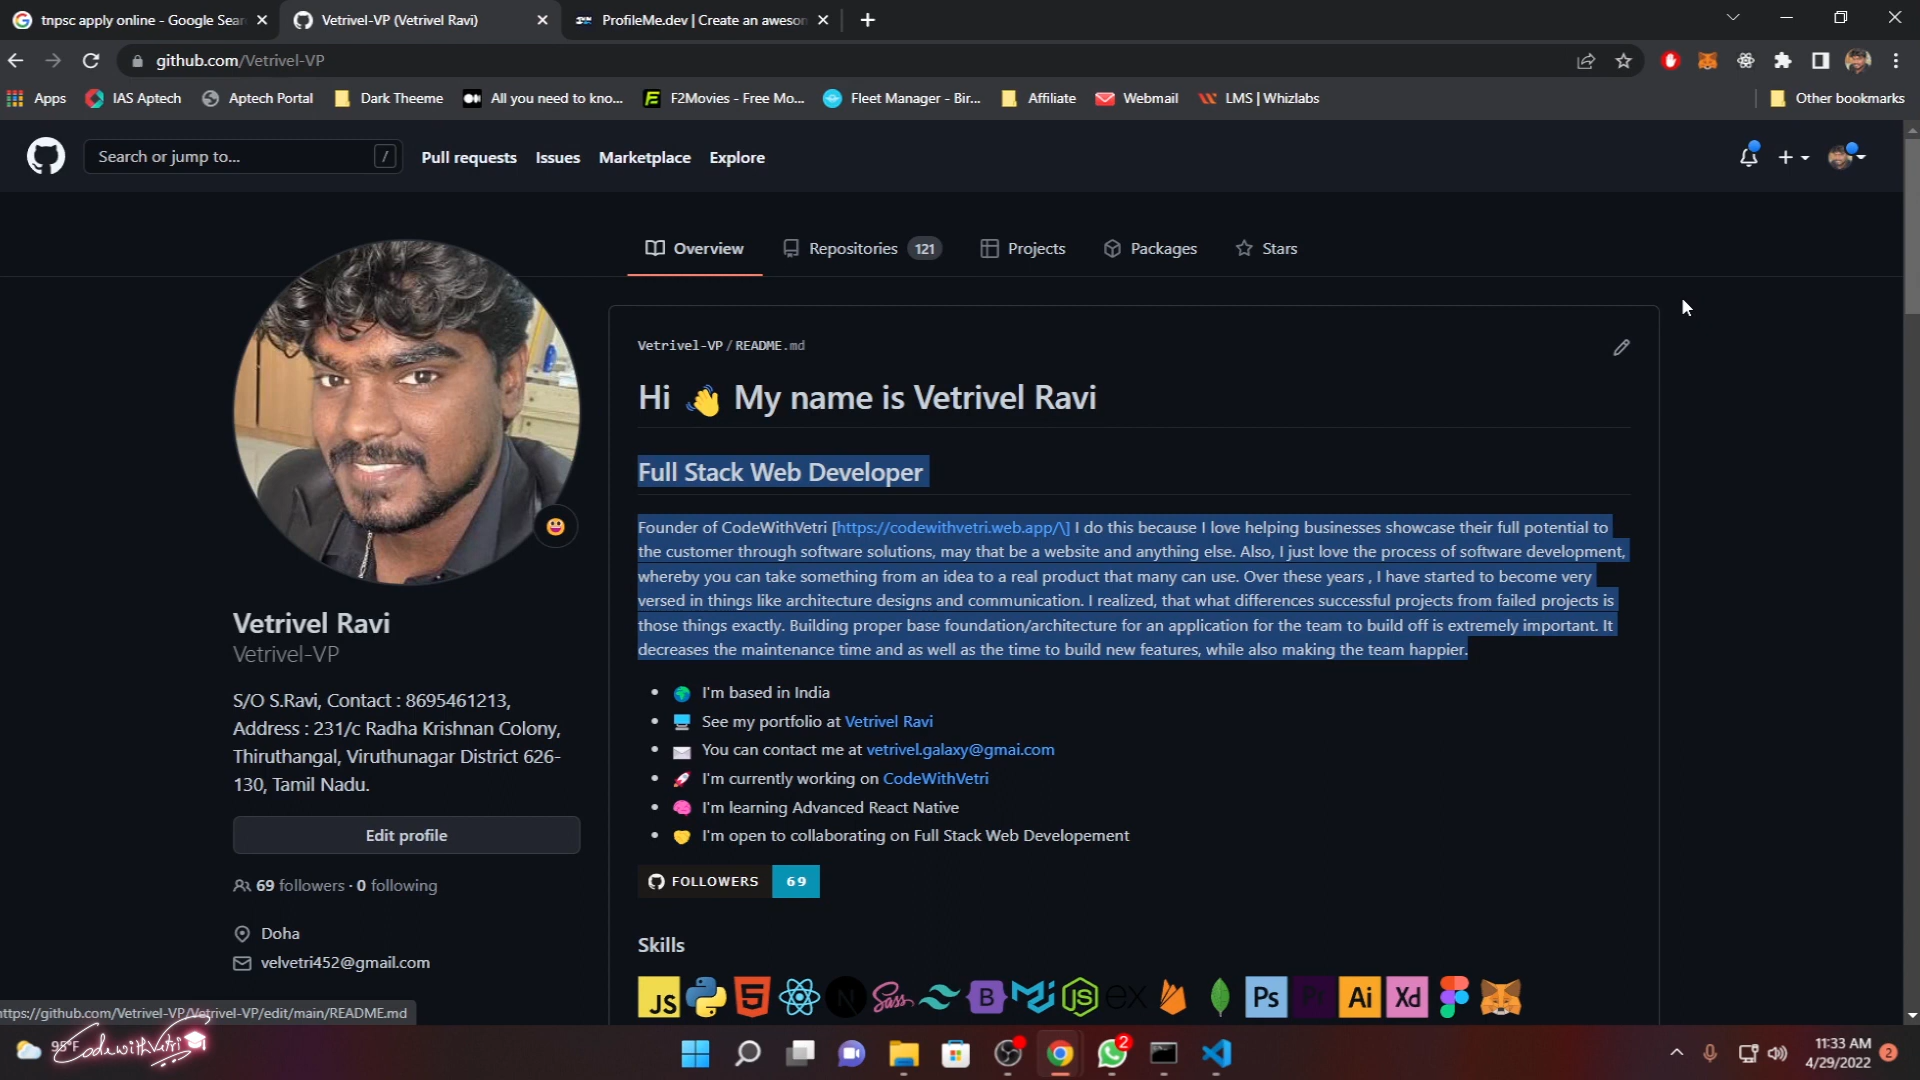 tnpsc apply online - Google Sear
Vetrivel-VP (Vetrivel Ravi)
ProfileMe.dev | Create an aweson
github.com/Vetrivel-VP
Apps
IAS Aptech
Aptech Portal
Dark Theeme
All you need to kno...
F2Movies - Free Mo...
Fleet Manager - Bir...
Affiliate
Webmail
LMS | Whizlabs
Other bookmarks
Search or jump to...
/
Pull requests
Issues
Marketplace
Explore
Overview
Repositories 121
Projects
Packages
Stars
Vetrivel-VP / README.md
Hi 👋 My name is Vetrivel Ravi
Full Stack Web Developer
Founder of CodeWithVetri [https://codewithvetri.web.app/\] I do this because I love helping businesses showcase their full potential to
the customer through software solutions, may that be a website and anything else. Also, I just love the process of software development,
whereby you can take something from an idea to a real product that many can use. Over these years , I have started to become very
versed in things like architecture designs and communication. I realized, that what differences successful projects from failed projects is
those things exactly. Building proper base foundation/architecture for an application for the team to build off is extremely important. It
decreases the maintenance time and as well as the time to build new features, while also making the team happier.
I'm based in India
See my portfolio at Vetrivel Ravi
You can contact me at vetrivel.galaxy@gmai.com
I'm currently working on CodeWithVetri
I'm learning Advanced React Native
I'm open to collaborating on Full Stack Web Developement
FOLLOWERS 69
Skills
JS N Sass B JS ex Ps Pr Ai Xd
Vetrivel Ravi
Vetrivel-VP
S/O S.Ravi, Contact : 8695461213,
Address : 231/c Radha Krishnan Colony,
Thiruthangal, Viruthunagar District 626-
130, Tamil Nadu.
Edit profile
69 followers · 0 following
Doha
velvetri452@gmail.com
https://github.com/Vetrivel-VP/Vetrivel-VP/edit/main/README.md
95°F
CodewithVetri
2
11:33 AM
4/29/2022
2